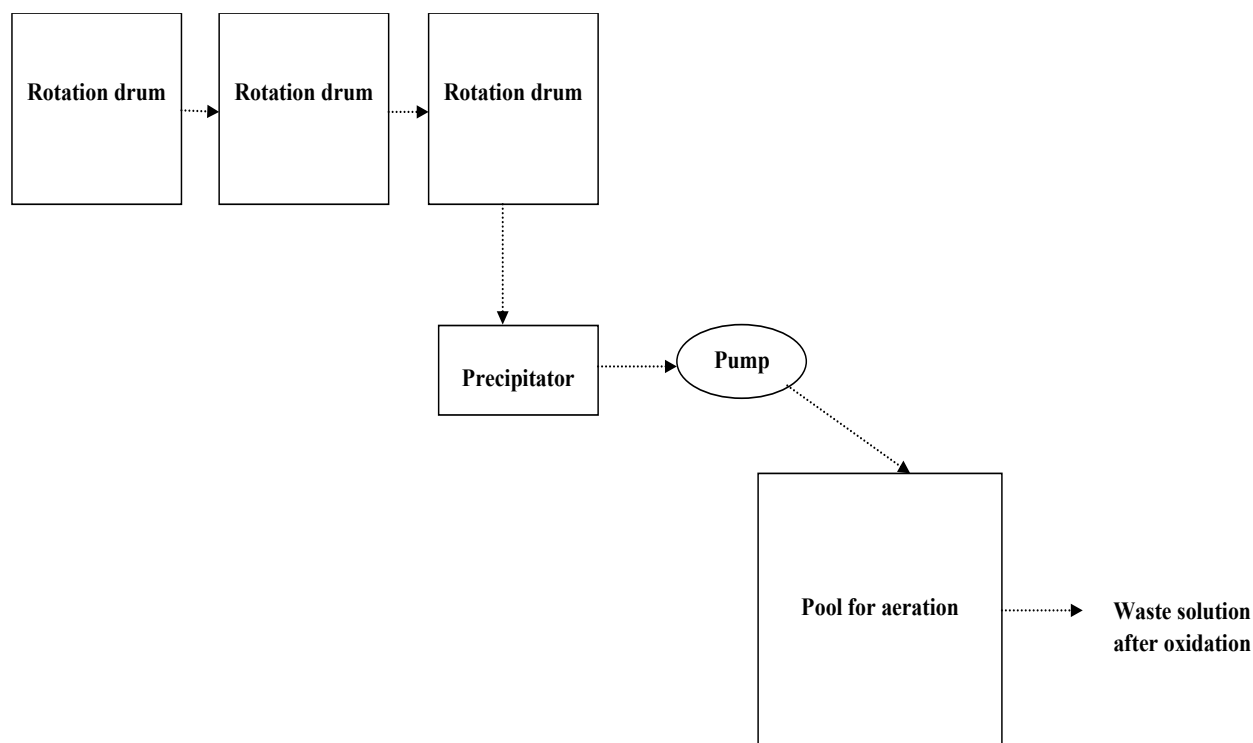 Rotation drum
Rotation drum
Rotation drum
Precipitator
Pump
Pool for aeration
Waste solution
after oxidation